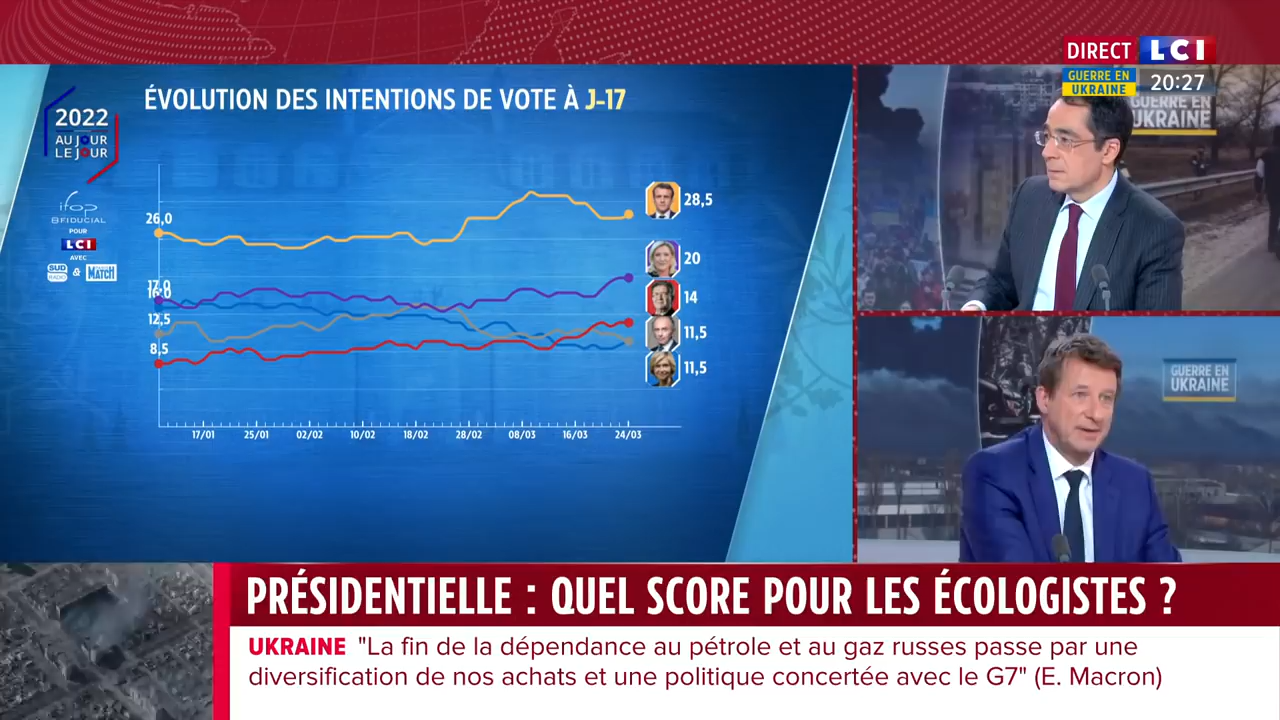 DIRECT LCI
GUERRE EN
UKRAINE
20:27
ÉVOLUTION DES INTENTIONS DE VOTE À J-17
2022
AU JOUR
LE JOUR
ifop
FIDUCIAL
POUR
LCI
AVEC
SUD
RADIO
&
MATCH
26,0
12,5
8,5
28,5
20
14
11,5
11,5
17/01 25/01 02/02 10/02 18/02 28/02 08/03 16/03 24/03
GUERRE EN
UKRAINE
GUERRE EN
UKRAINE
PRÉSIDENTIELLE : QUEL SCORE POUR LES ÉCOLOGISTES ?
UKRAINE "La fin de la dépendance au pétrole et au gaz russes passe par une
diversification de nos achats et une politique concertée avec le G7" (E. Macron)